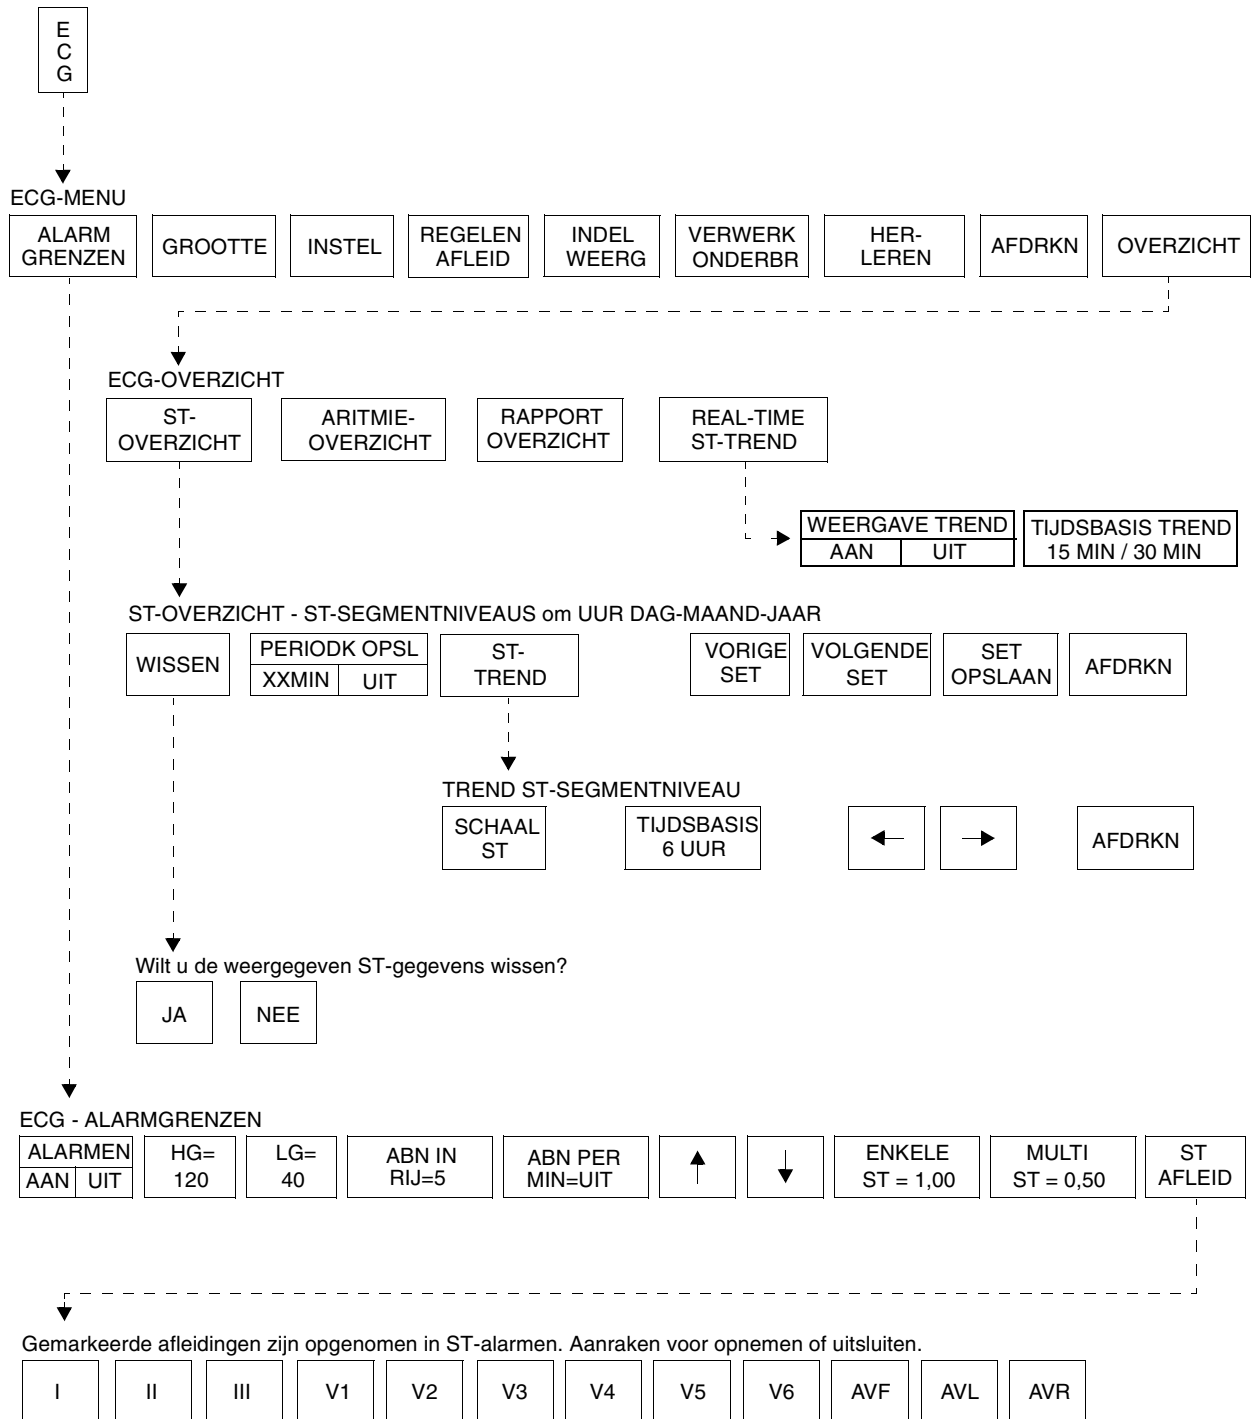 E
C
G
ECG-MENU
ALARM
GRENZEN
GROOTTE
INSTEL
REGELEN
AFLEID
INDEL
WEERG
VERWERK
ONDERBR
HER-
LEREN
AFDRKN
OVERZICHT
ECG-OVERZICHT
ST-
OVERZICHT
ARITMIE-
OVERZICHT
RAPPORT
OVERZICHT
REAL-TIME
ST-TREND
WEERGAVE TREND
AAN
UIT
TIJDSBASIS TREND
15 MIN / 30 MIN
ST-OVERZICHT - ST-SEGMENTNIVEAUS om UUR DAG-MAAND-JAAR
WISSEN
PERIODK OPSL
XXMIN
UIT
ST-
TREND
VORIGE
SET
VOLGENDE
SET
SET
OPSLAAN
AFDRKN
TREND ST-SEGMENTNIVEAU
SCHAAL
ST
TIJDSBASIS
6 UUR
AFDRKN
Wilt u de weergegeven ST-gegevens wissen?
JA
NEE
ECG - ALARMGRENZEN
ALARMEN
AAN
UIT
HG=
120
LG=
40
ABN IN
RIJ=5
ABN PER
MIN=UIT
ENKELE
ST = 1,00
MULTI
ST = 0,50
ST
AFLEID
Gemarkeerde afleidingen zijn opgenomen in ST-alarmen. Aanraken voor opnemen of uitsluiten.
I
II
III
V1
V2
V3
V4
V5
V6
AVF
AVL
AVR